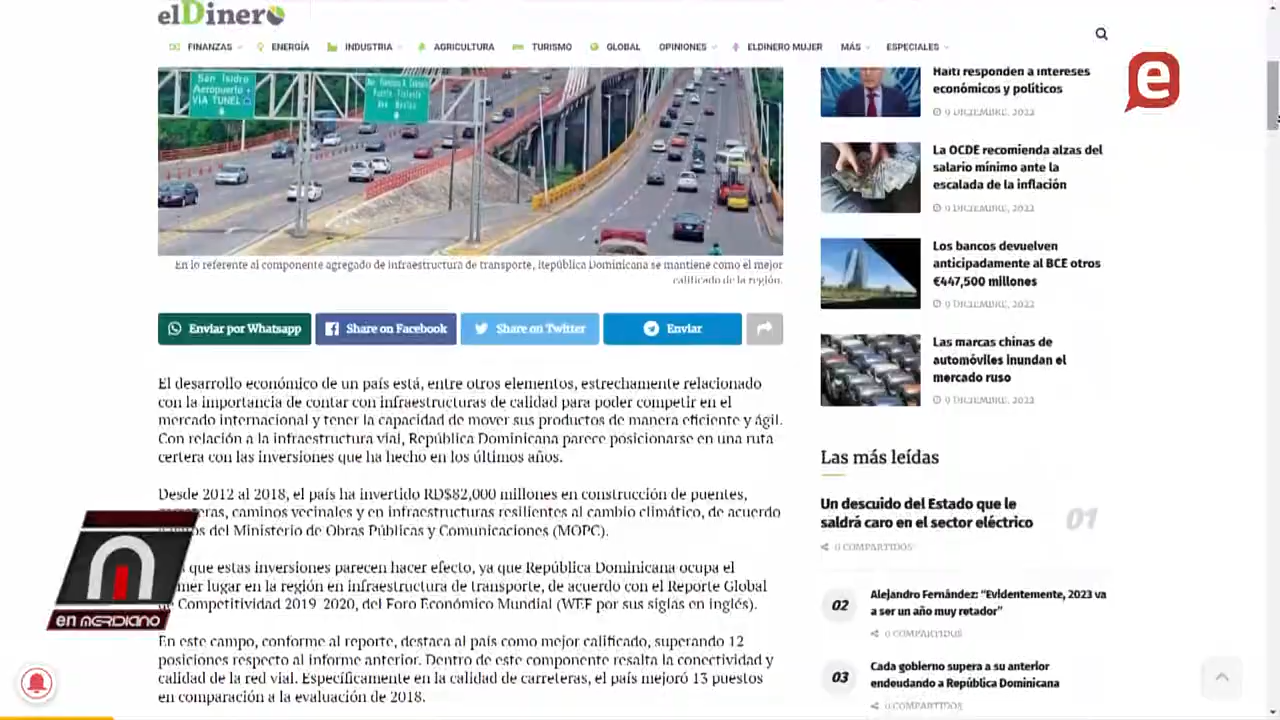 elDinero
FINANZAS
ENERGÍA
INDUSTRIA
AGRICULTURA
TURISMO
GLOBAL
OPINIONES
ELDINERO MUJER
MÁS
ESPECIALES
e
San Isidro
Aeropuerto
VIA TUNEL
En lo referente al componente agregado de infraestructura de transporte, República Dominicana se mantiene como el mejor
calificado de la región.
Enviar por Whatsapp
Share on Facebook
Share on Twitter
Enviar
El desarrollo económico de un país está, entre otros elementos, estrechamente relacionado
con la importancia de contar con infraestructuras de calidad para poder competir en el
mercado internacional y tener la capacidad de mover sus productos de manera eficiente y ágil.
Con relación a la infraestructura vial, República Dominicana parece posicionarse en una ruta
certera con las inversiones que ha hecho en los últimos años.
Desde 2012 al 2018, el país ha invertido RD$82,000 millones en construcción de puentes,
caminos vecinales y en infraestructuras resilientes al cambio climático, de acuerdo
del Ministerio de Obras Públicas y Comunicaciones (MOPC).
que estas inversiones parecen hacer efecto, ya que República Dominicana ocupa el
lugar en la región en infraestructura de transporte, de acuerdo con el Reporte Global
de Competitividad 2019-2020, del Foro Económico Mundial (WEF por sus siglas en inglés).
En este campo, conforme al reporte, destaca al país como mejor calificado, superando 12
posiciones respecto al informe anterior. Dentro de este componente resalta la conectividad y
calidad de la red vial. Específicamente en la calidad de carreteras, el país mejoró 13 puestos
en comparación a la evaluación de 2018.
en MERIDIANO
Haití responden a intereses
económicos y políticos
9 DICIEMBRE, 2022
La OCDE recomienda alzas del
salario mínimo ante la
escalada de la inflación
9 DICIEMBRE, 2022
Los bancos devuelven
anticipadamente al BCE otros
€447,500 millones
9 DICIEMBRE, 2022
Las marcas chinas de
automóviles inundan el
mercado ruso
9 DICIEMBRE, 2022
Las más leídas
Un descuido del Estado que le
saldrá caro en el sector eléctrico
01
0 COMPARTIDOS
02
Alejandro Fernández: “Evidentemente, 2023 va
a ser un año muy retador”
0 COMPARTIDOS
03
Cada gobierno supera a su anterior
endeudando a República Dominicana
0 COMPARTIDOS